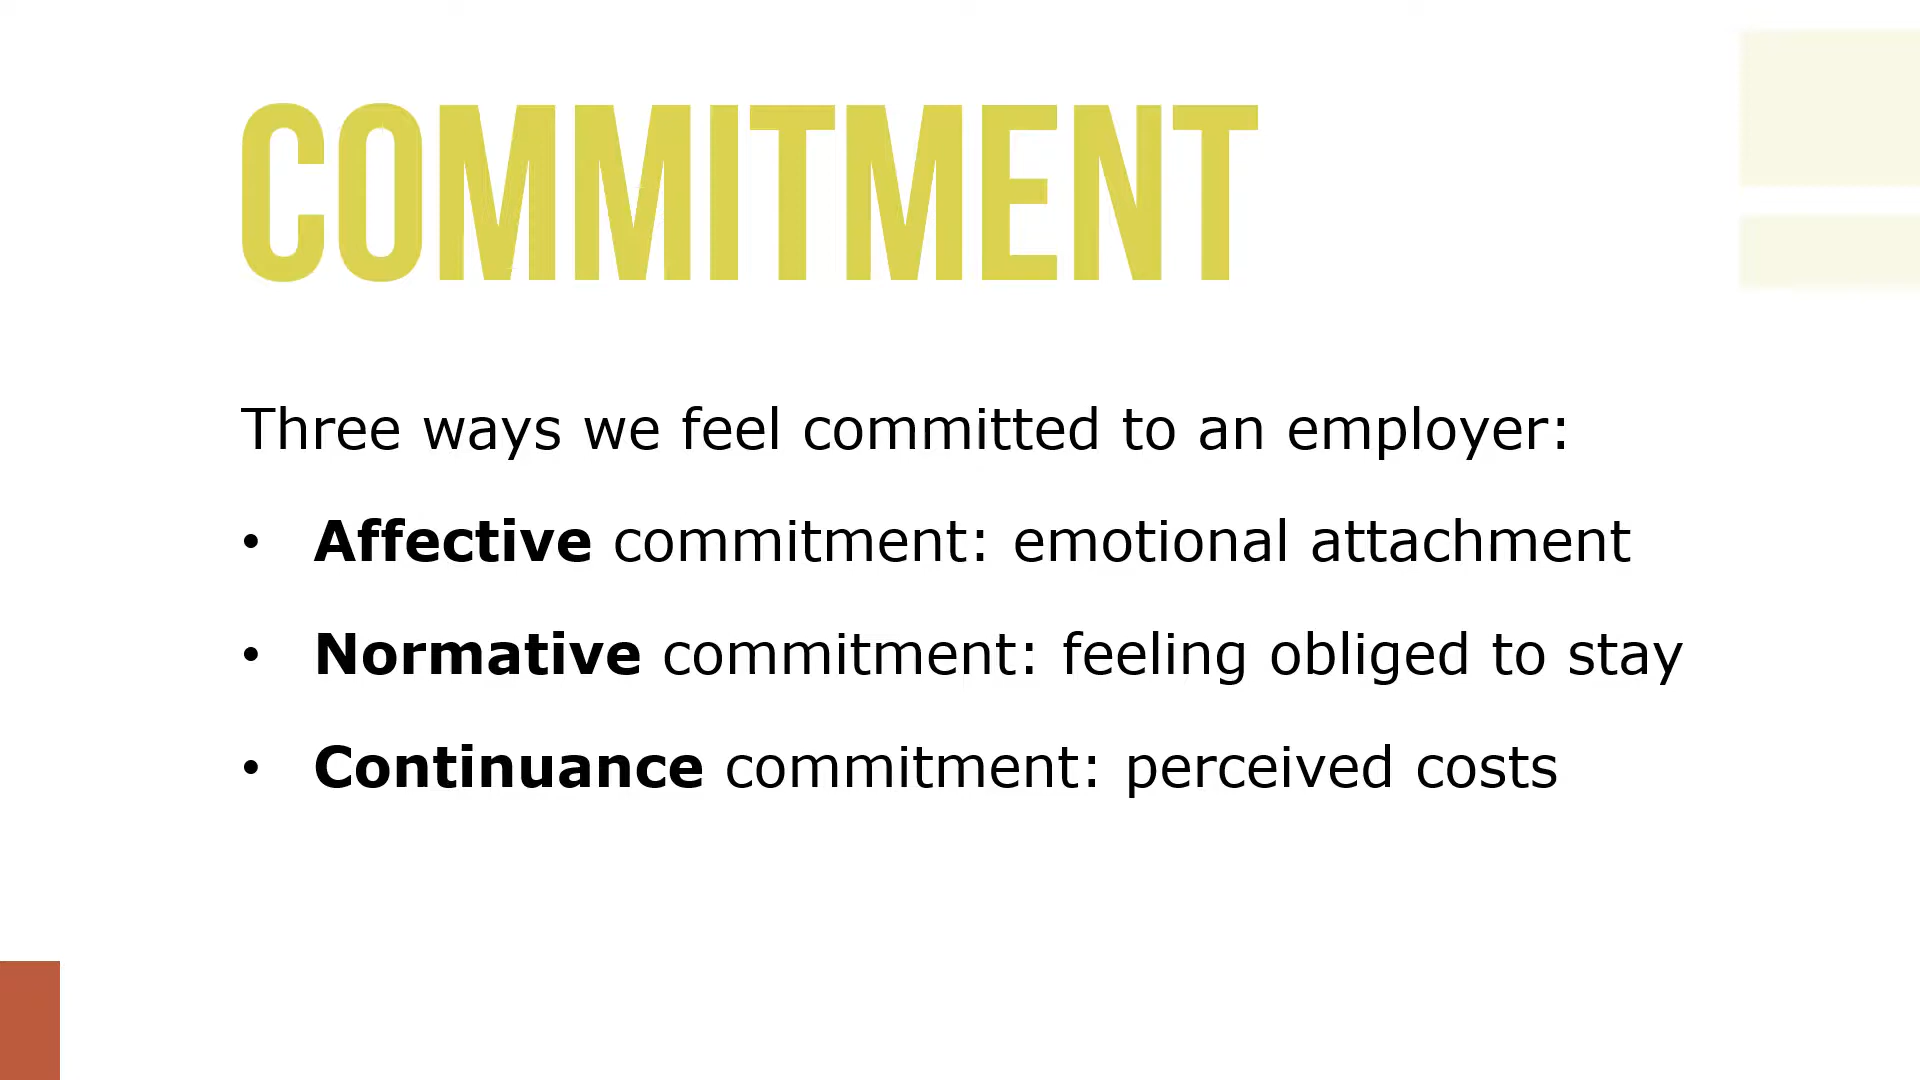 COMMITMENT
Three ways we feel committed to an employer:
• Affective commitment: emotional attachment
• Normative commitment: feeling obliged to stay
• Continuance commitment: perceived costs